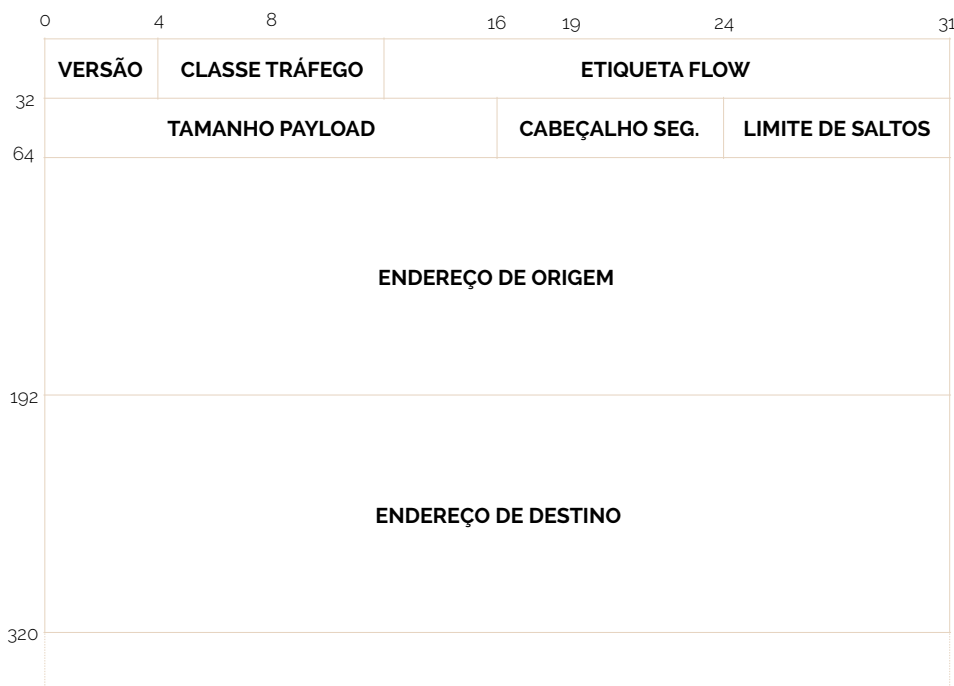 0 4 8 16 19 24 31
VERSÃO CLASSE TRÁFEGO ETIQUETA FLOW
32
TAMANHO PAYLOAD CABEÇALHO SEG. LIMITE DE SALTOS
64
ENDEREÇO DE ORIGEM
192
ENDEREÇO DE DESTINO
320